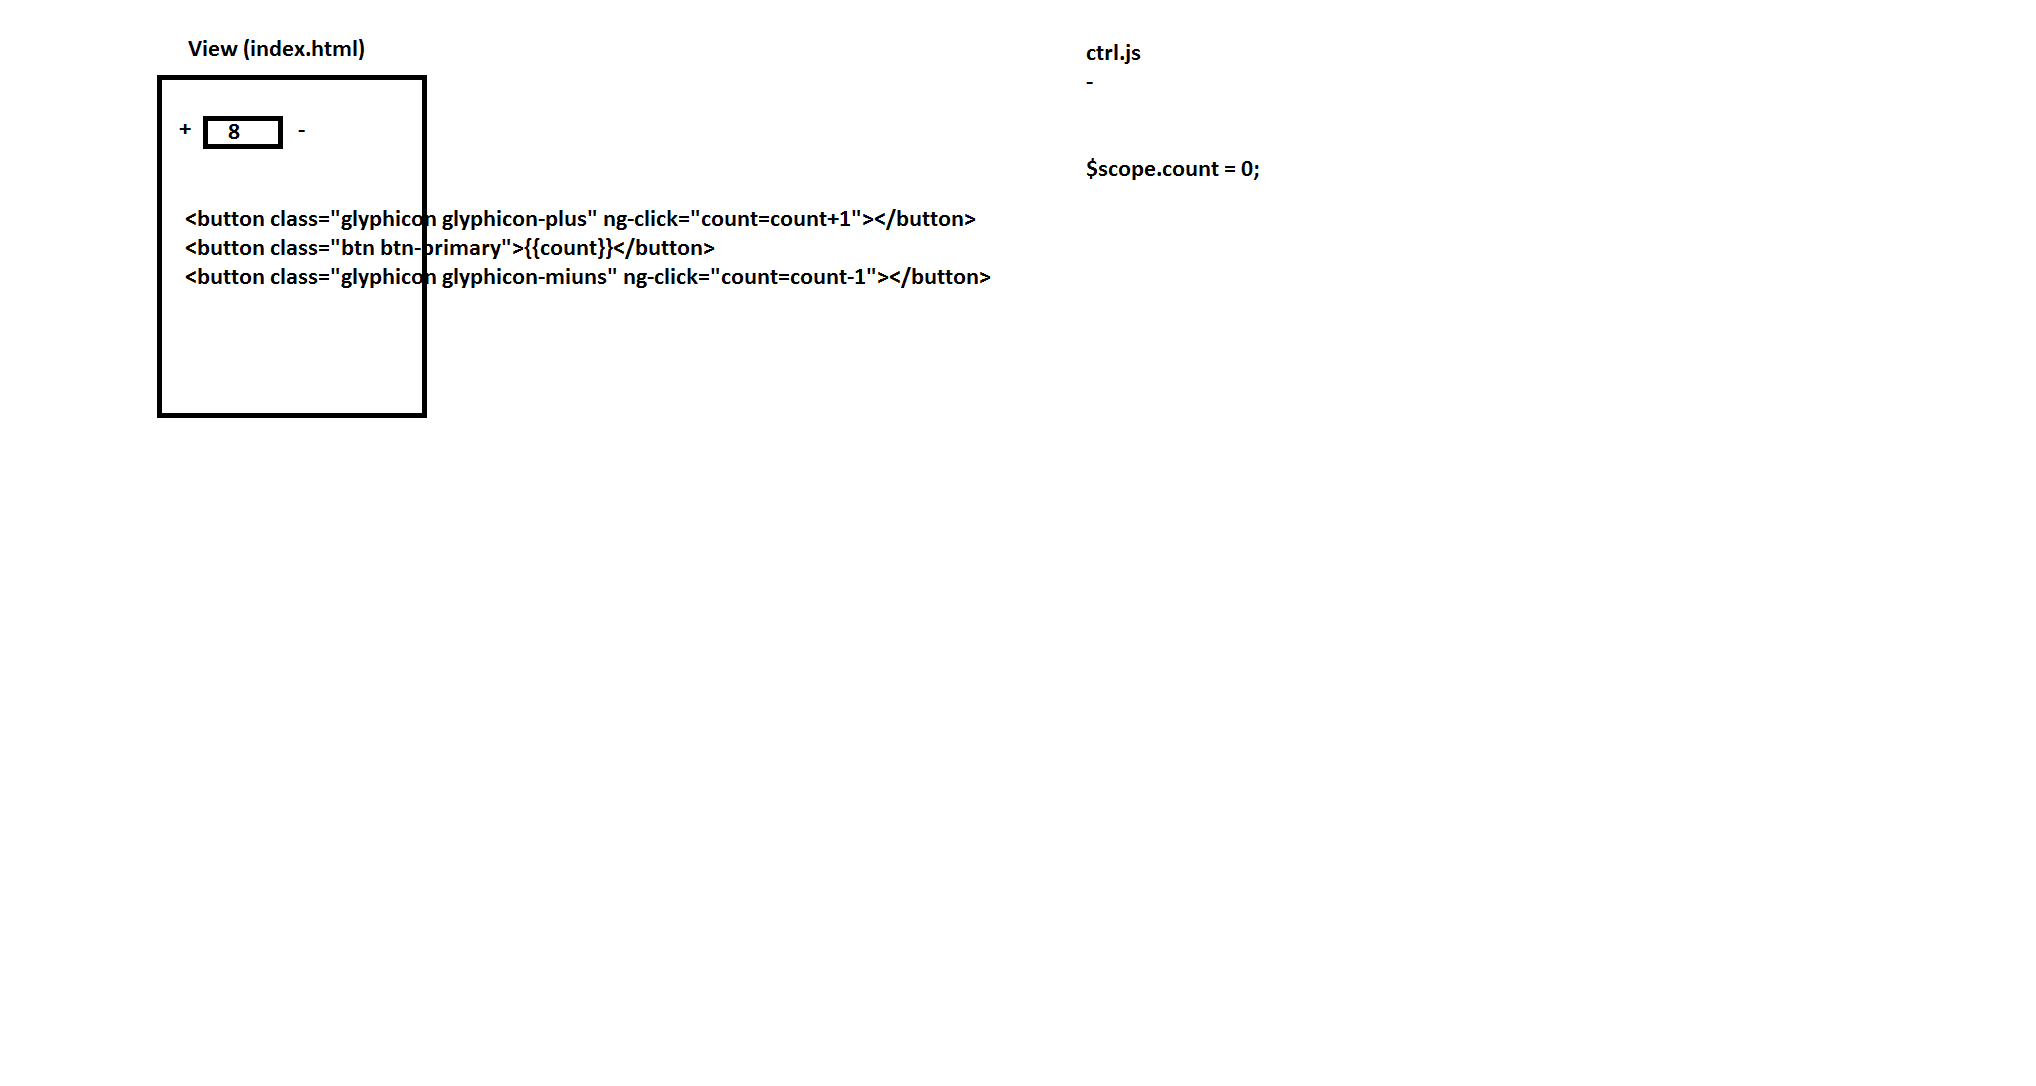 View (index.html)
+ 8 -
<button class="glyphicon glyphicon-plus" ng-click="count=count+1"></button>
<button class="btn btn-primary">{{count}}</button>
<button class="glyphicon glyphicon-miuns" ng-click="count=count-1"></button>
ctrl.js
-
$scope.count = 0;